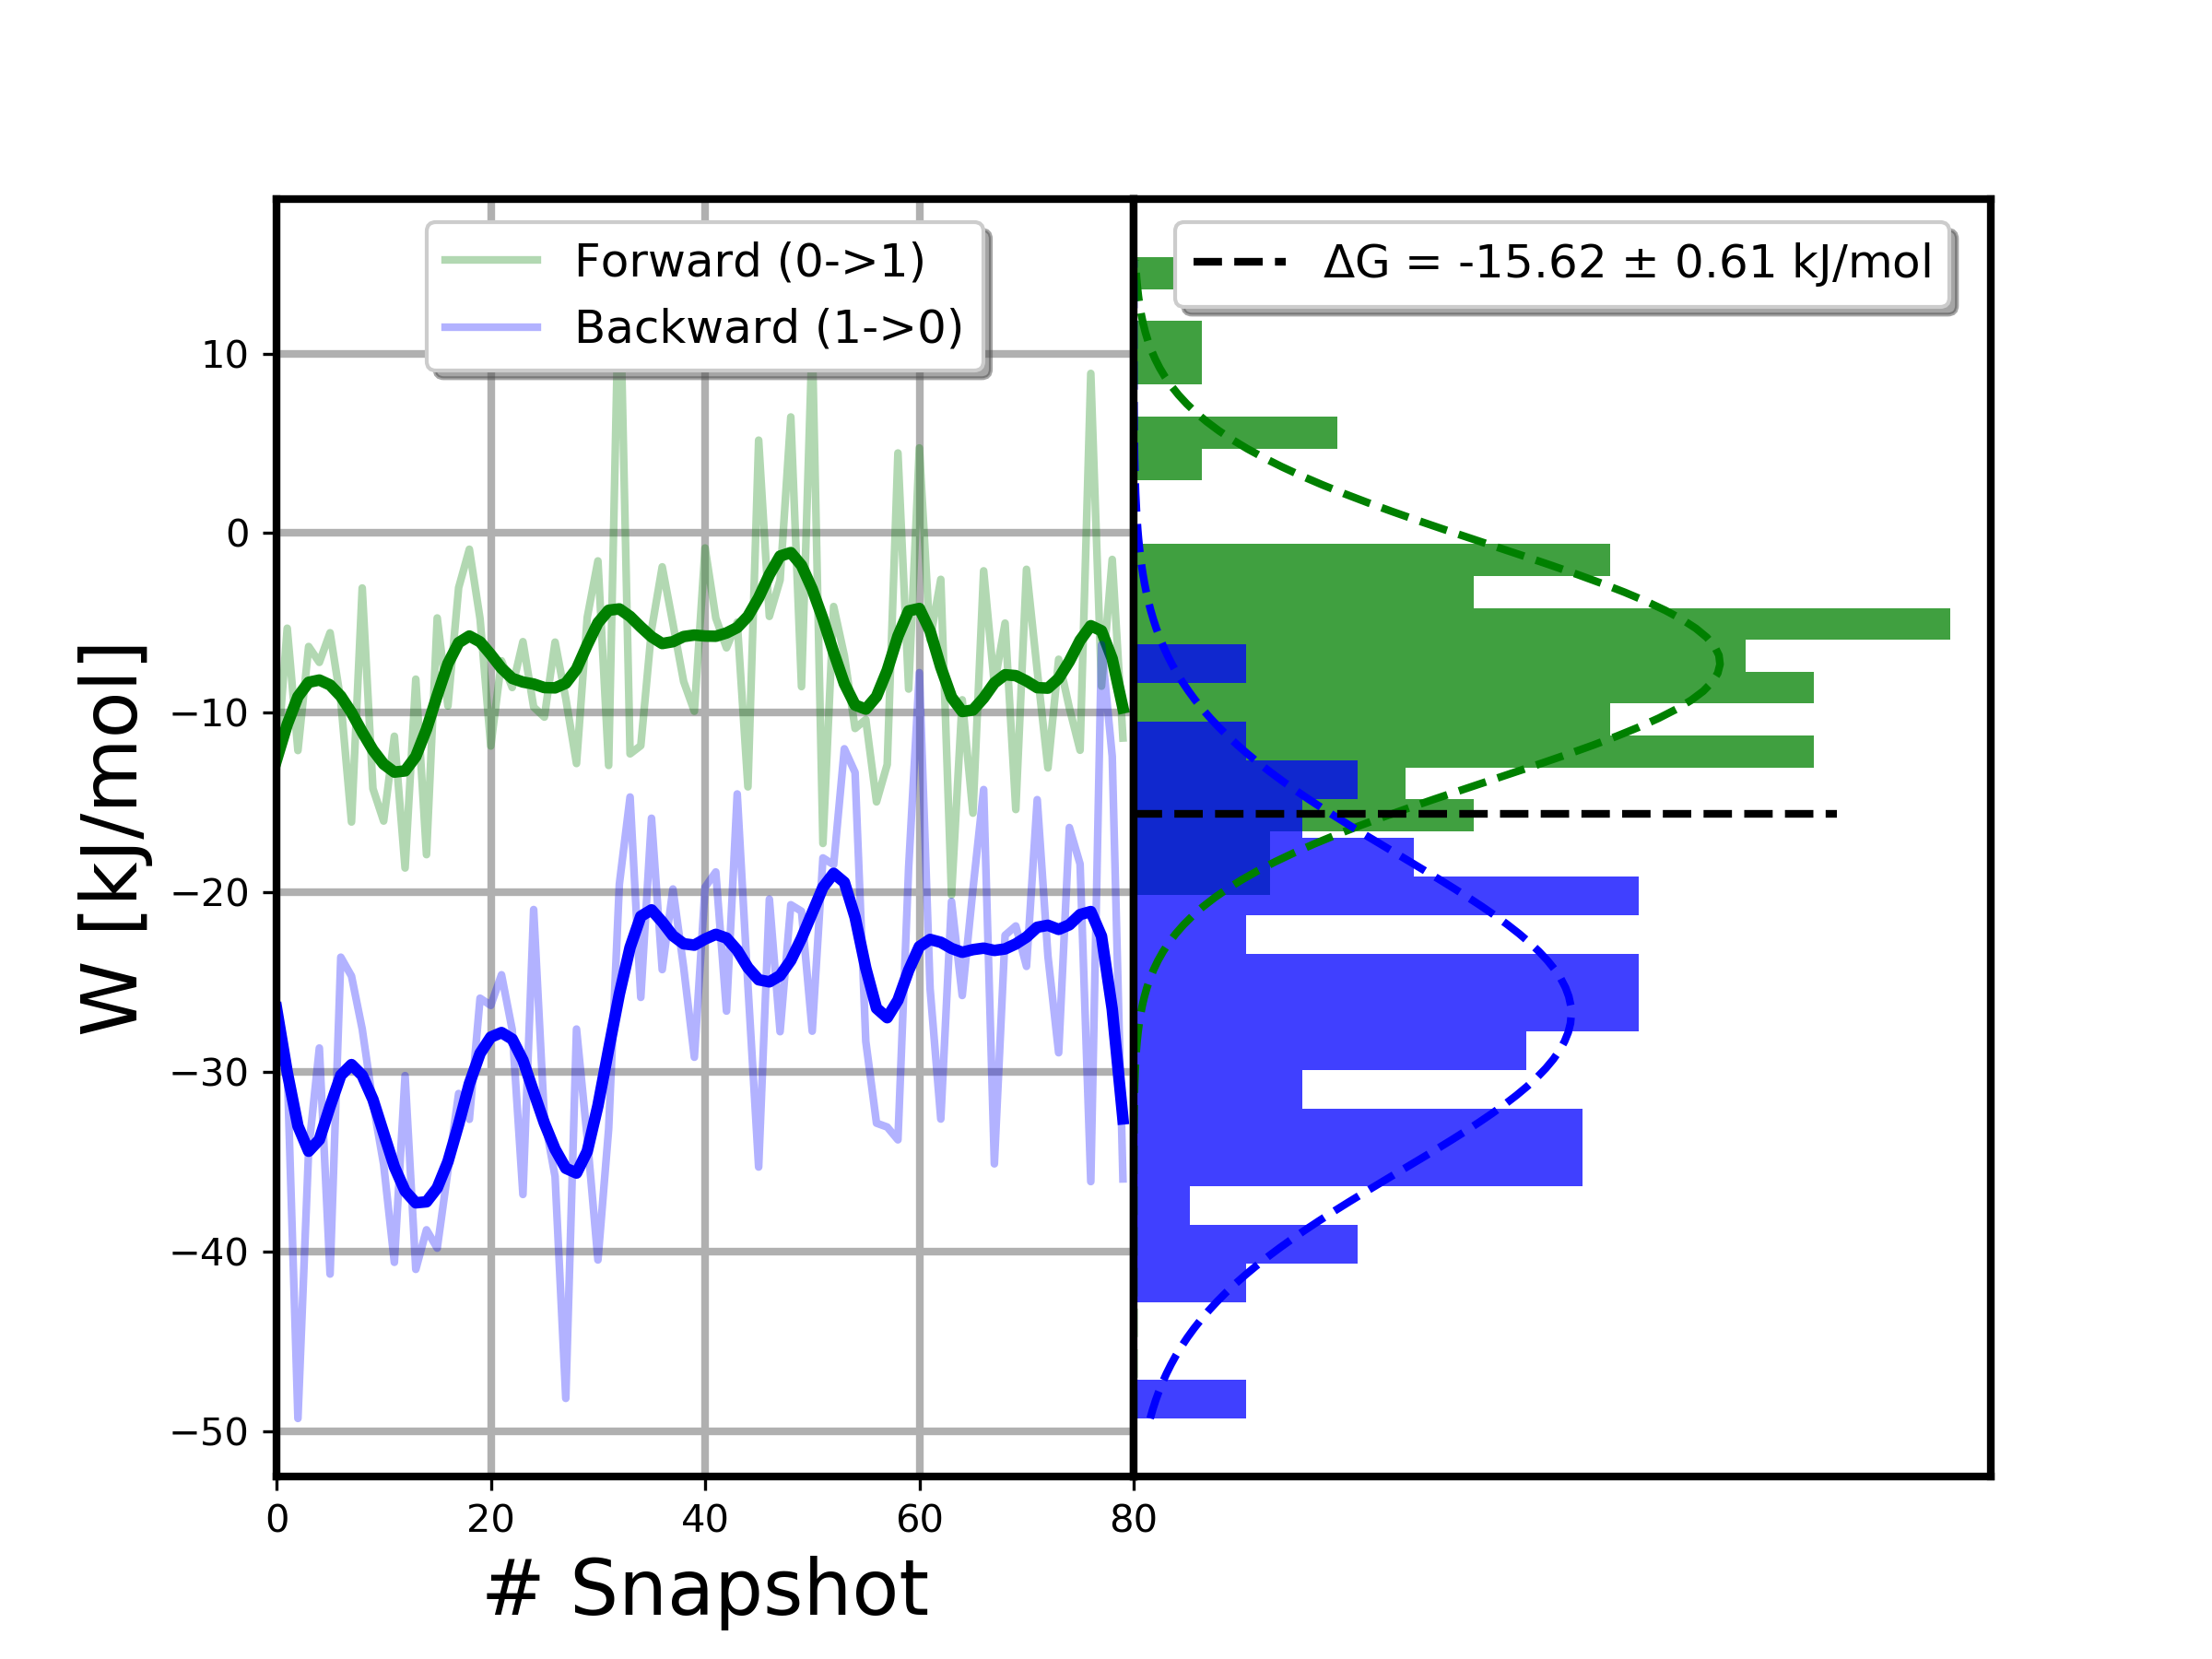 Forward (0->1)
Backward (1->0)
ΔG = -15.62 ± 0.61 kJ/mol
W [kJ/mol]
10
0
−10
−20
−30
−40
−50
0 20 40 60 80
# Snapshot